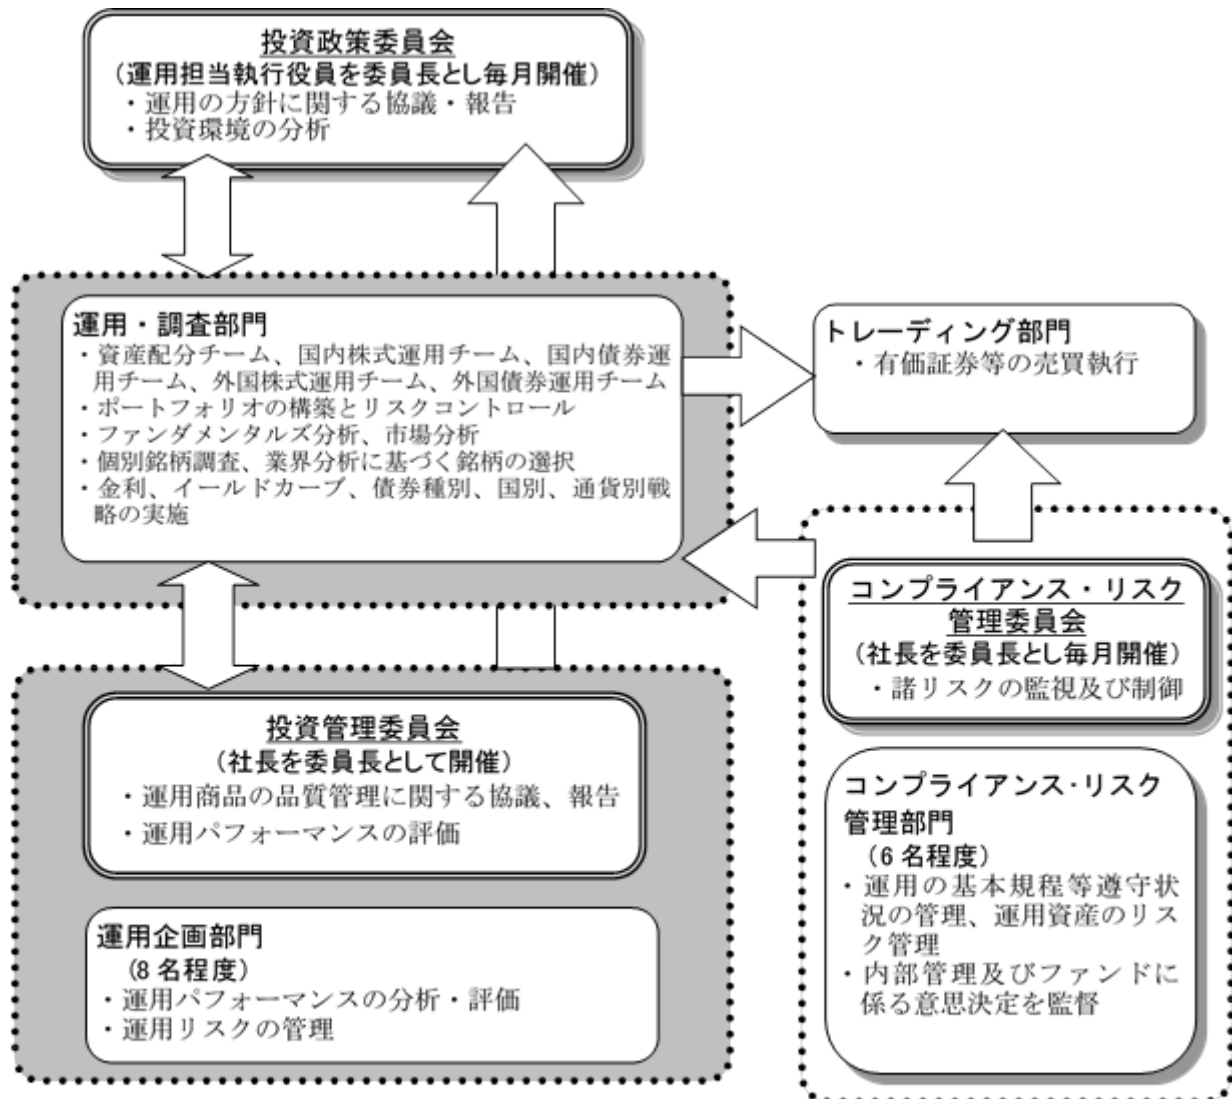 投資政策委員会
(運用担当執行役員を委員長とし毎月開催)
・運用の方針に関する協議・報告
・投資環境の分析
運用・調査部門
・資産配分チーム、国内株式運用チーム、国内債券運
用チーム、外国株式運用チーム、外国債券運用チーム
・ポートフォリオの構築とリスクコントロール
・ファンダメンタルズ分析、市場分析
・個別銘柄調査、業界分析に基づく銘柄の選択
・金利、イールドカーブ、債券種別、国別、通貨別戦
略の実施
トレーディング部門
・有価証券等の売買執行
投資管理委員会
(社長を委員長として開催)
・運用商品の品質管理に関する協議、報告
・運用パフォーマンスの評価
運用企画部門
(8 名程度)
・運用パフォーマンスの分析・評価
・運用リスクの管理
コンプライアンス・リスク
管理委員会
(社長を委員長とし毎月開催)
・諸リスクの監視及び制御
コンプライアンス・リスク
管理部門
(6 名程度)
・運用の基本規程等遵守状
況の管理、運用資産のリス
ク管理
・内部管理及びファンドに
係る意思決定を監督